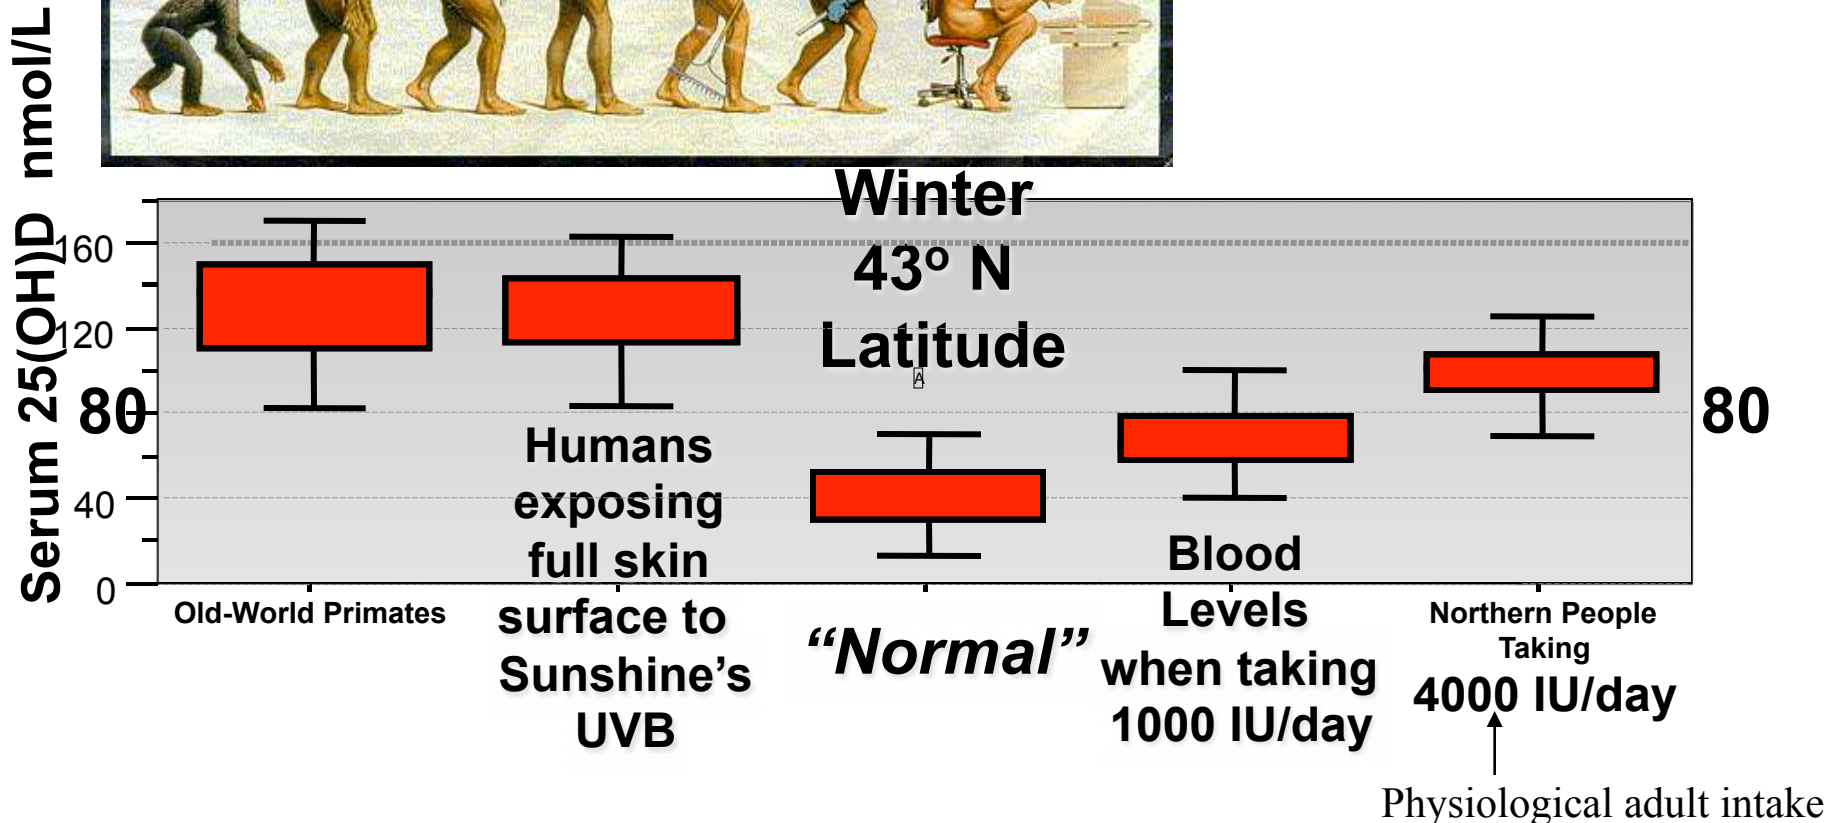 Serum 25(OH)D nmol/L
160
120
80
40
0
Winter
43º N
Latitude
A
80
Old-World Primates
Humans
exposing
full skin
surface to
Sunshine’s
UVB
“Normal”
Blood
Levels
when taking
1000 IU/day
Northern People
Taking
4000 IU/day
Physiological adult intake